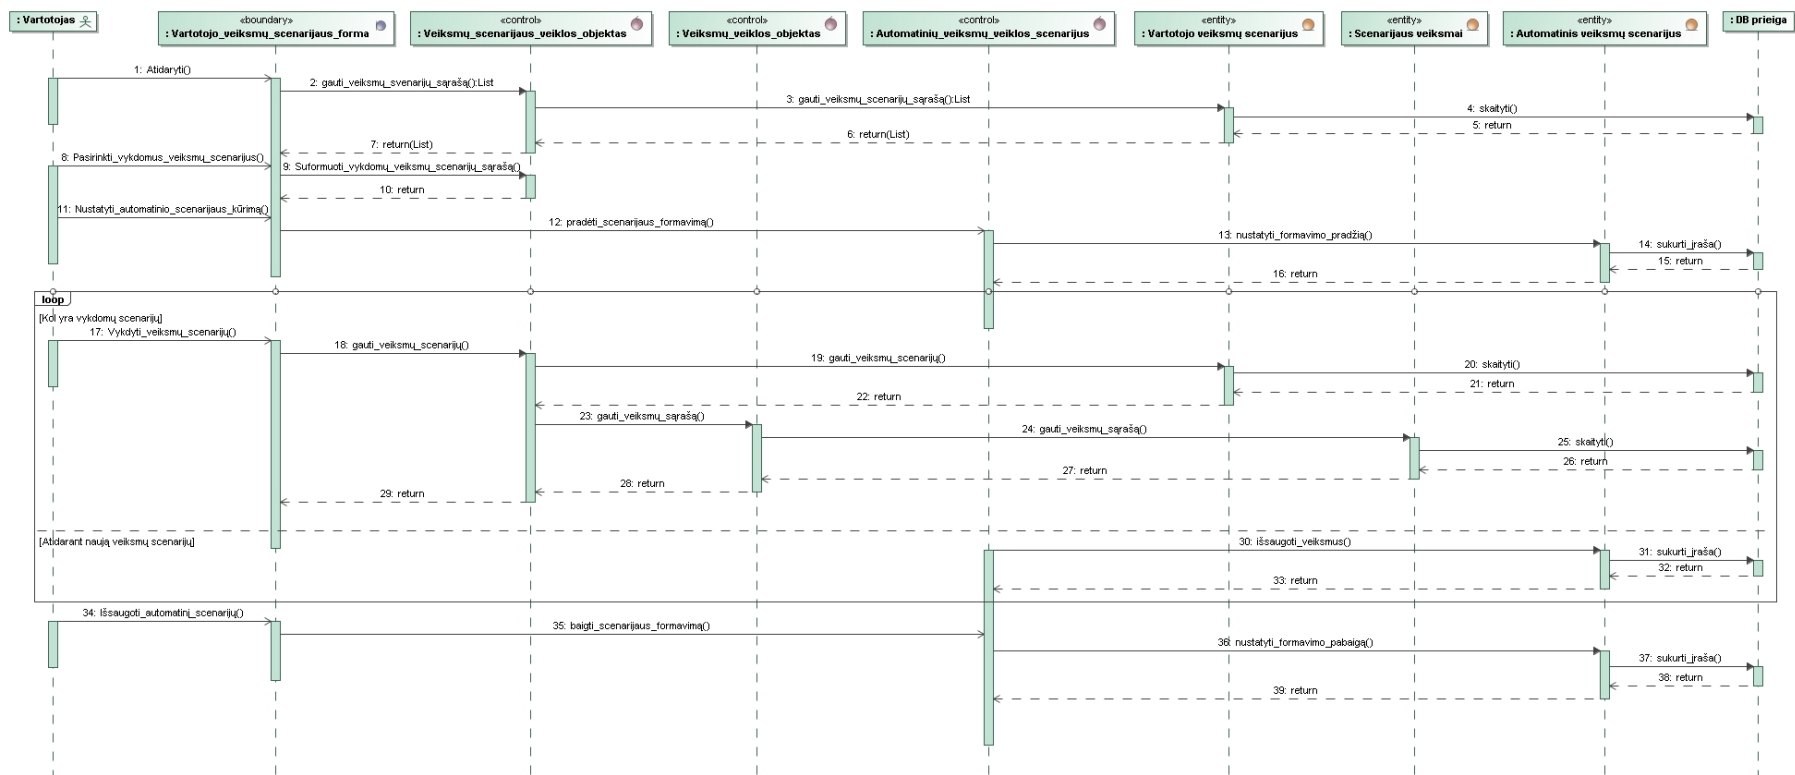 : Vartotojas
«boundary»
: Vartotojo_veiksmų_scenarijaus_forma
«control»
: Veiksmų_scenarijaus_veiklos_objektas
«control»
: Veiksmų_veiklos_objektas
«control»
: Automatinių_veiksmų_veiklos_scenarijus
«entity»
: Vartotojo veiksmų scenarijus
«entity»
: Scenarijaus veiksmai
«entity»
: Automatinis veiksmų scenarijus
: DB prieiga
1: Atidaryti()
2: gauti_veiksmų_svenarijų_sąrašą():List
3: gauti_veiksmų_scenarijų_sąrašą():List
4: skaityti()
5: return
6: return(List)
7: return(List)
8: Pasirinkti_vykdomus_veiksmų_scenarijus()
9: Suformuoti_vykdomų_veiksmų_scenarijų_sąrašą()
10: return
11: Nustatyti_automatinio_scenarijaus_kūrimą()
12: pradėti_scenarijaus_formavimą()
13: nustatyti_formavimo_pradžią()
14: sukurti_įraša()
15: return
16: return
loop
[Kol yra vykdomų scenarijų]
17: Vykdyti_veiksmų_scenarijų()
18: gauti_veiksmų_scenarijų()
19: gauti_veiksmų_scenarijų()
20: skaityti()
21: return
22: return
23: gauti_veiksmų_sąrašą()
24: gauti_veiksmų_sąrašą()
25: skaityti()
26: return
27: return
28: return
29: return
[Atidarant naują veiksmų scenarijų]
30: išsaugoti_veiksmus()
31: sukurti_įraša()
32: return
33: return
34: Išsaugoti_automatinį_scenarijų()
35: baigti_scenarijaus_formavimą()
36: nustatyti_formavimo_pabaigą()
37: sukurti_įraša()
38: return
39: return